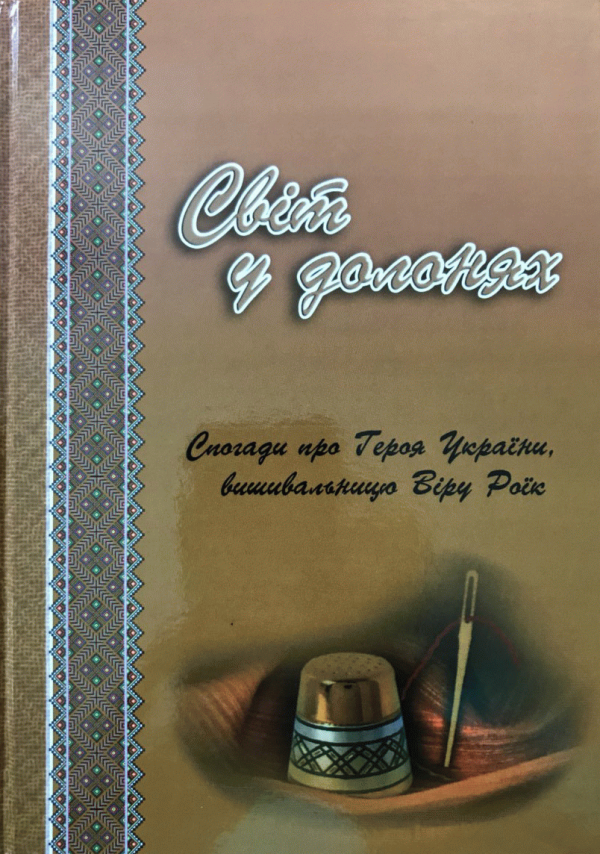 Світ
у долонях
Спогади про Героя України,
вишивальницю Віру Роїк